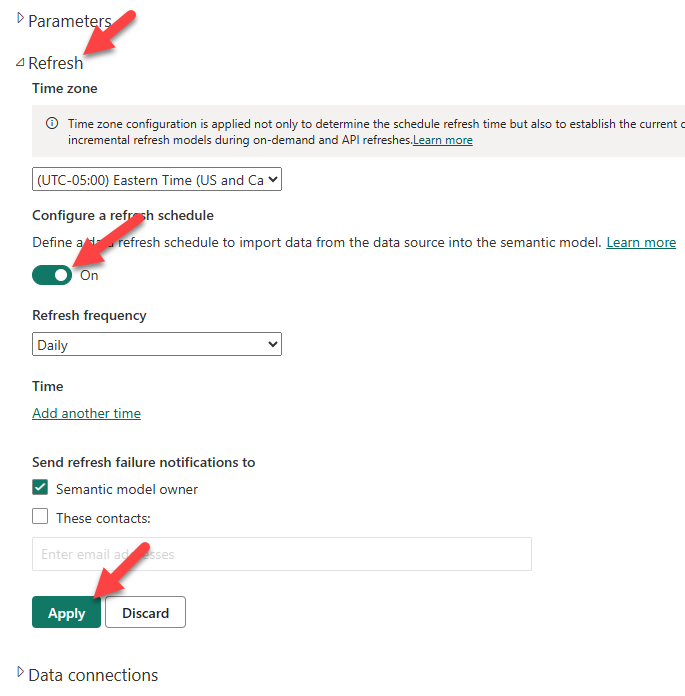 Parameters
Refresh
Time zone
Time zone configuration is applied not only to determine the schedule refresh time but also to establish the current
incremental refresh models during on-demand and API refreshes.Learn more
(UTC-05:00) Eastern Time (US and Ca
Configure a refresh schedule
Define a data refresh schedule to import data from the data source into the semantic model. Learn more
On
Refresh frequency
Daily
Time
Add another time
Send refresh failure notifications to
Semantic model owner
These contacts:
Enter email addresses
Apply Discard
Data connections